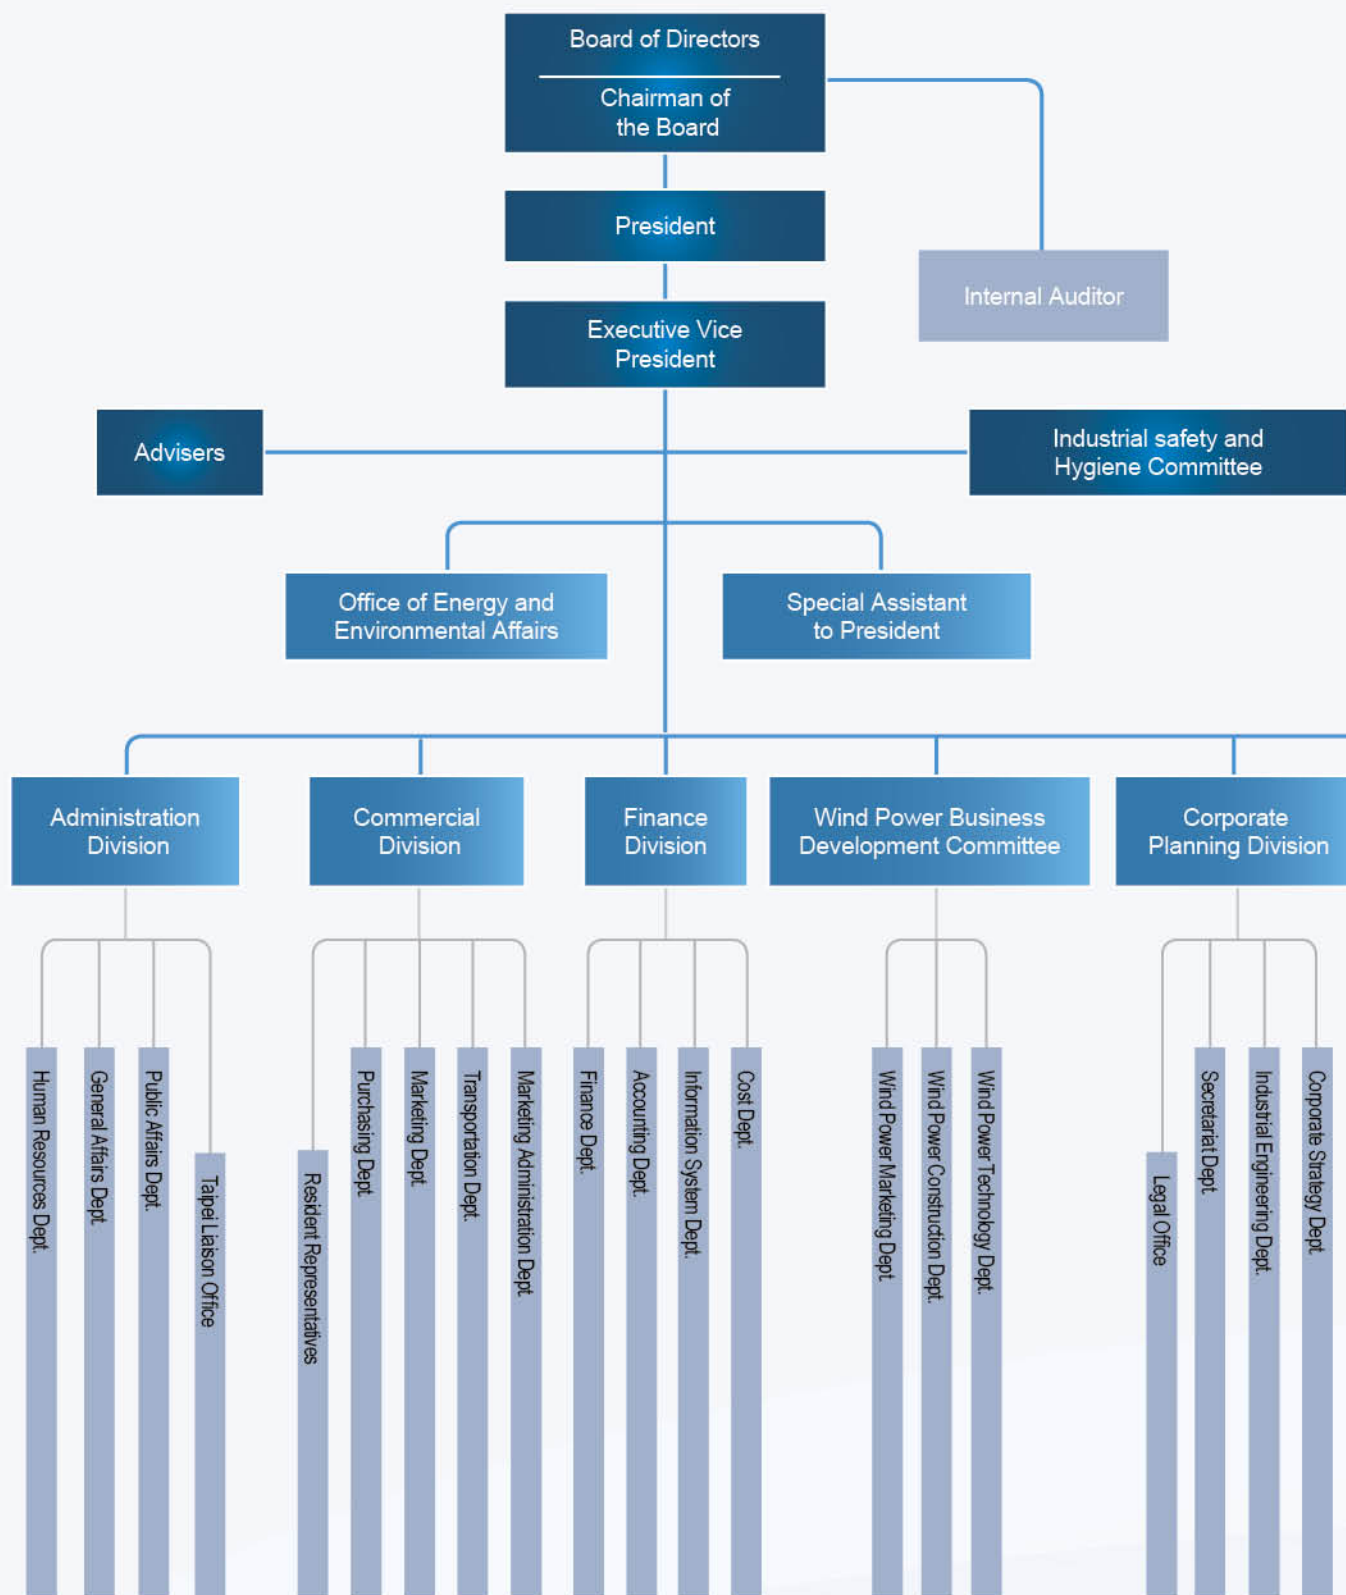 Board of Directors
Chairman of
the Board
President
Internal Auditor
Executive Vice
President
Advisers
Industrial safety and
Hygiene Committee
Office of Energy and
Environmental Affairs
Special Assistant
to President
Administration
Division
Commercial
Division
Finance
Division
Wind Power Business
Development Committee
Corporate
Planning Division
Human Resources Dept.
General Affairs Dept.
Public Affairs Dept.
Taipei Liaison Office
Resident Representatives
Purchasing Dept.
Marketing Dept.
Transportation Dept.
Marketing Administration Dept.
Finance Dept.
Accounting Dept.
Information System Dept.
Cost Dept.
Wind Power Marketing Dept.
Wind Power Construction Dept.
Wind Power Technology Dept.
Legal Office
Secretariat Dept.
Industrial Engineering Dept.
Corporate Strategy Dept.